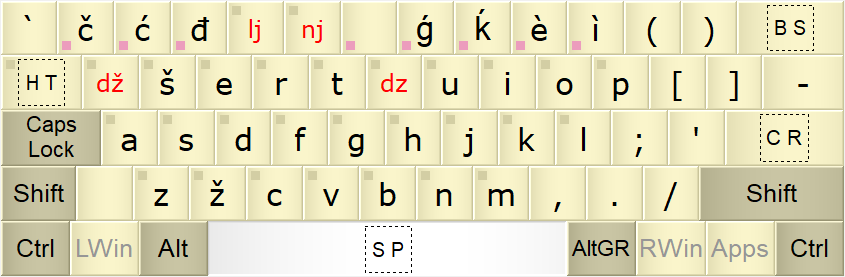 ` č ć đ lj nj ǵ ḱ è ì ( ) BS
HT dž š e r t dz u i o p [ ] -
Caps Lock a s d f g h j k l ; ' CR
Shift z ž c v b n m , . / Shift
Ctrl LWin Alt SP AltGR RWin Apps Ctrl